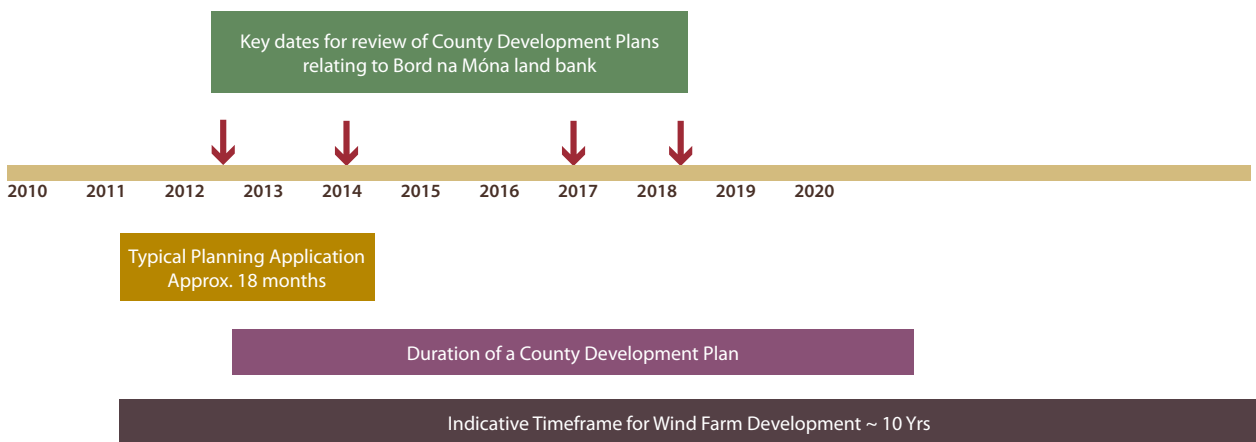 Key dates for review of County Development Plans
relating to Bord na Móna land bank
2010 2011 2012 2013 2014 2015 2016 2017 2018 2019 2020
Typical Planning Application
Approx. 18 months
Duration of a County Development Plan
Indicative Timeframe for Wind Farm Development ~ 10 Yrs